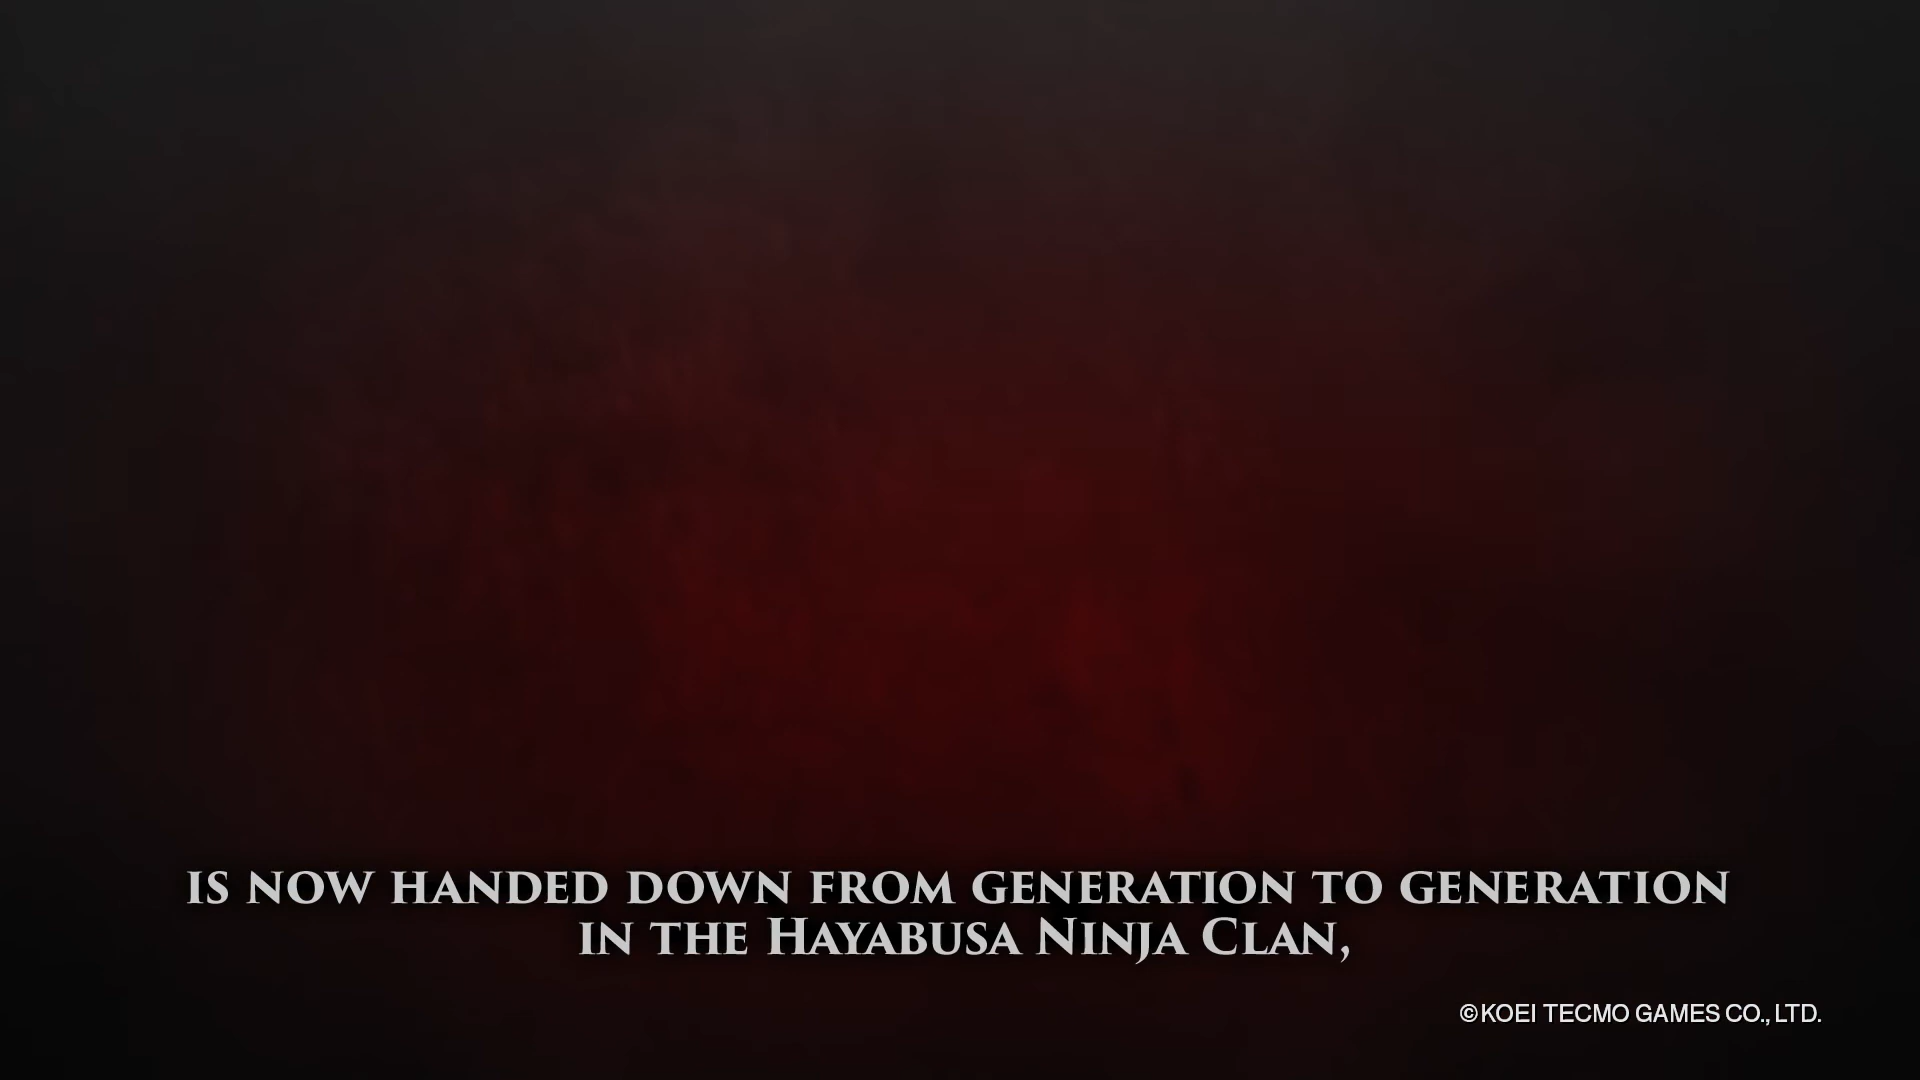 IS NOW HANDED DOWN FROM GENERATION TO GENERATION
IN THE HAYABUSA NINJA CLAN,
©KOEI TECMO GAMES CO., LTD.